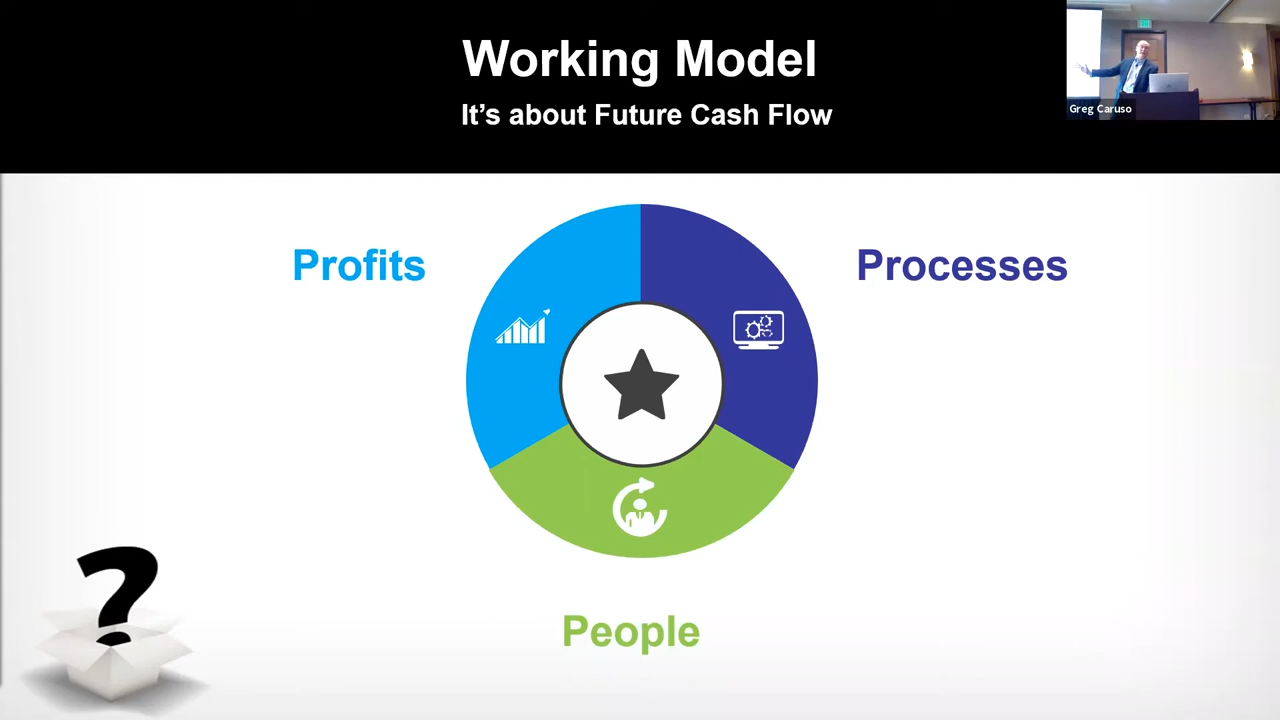 Working Model
It's about Future Cash Flow
Greg Caruso
Profits
Processes
People
?